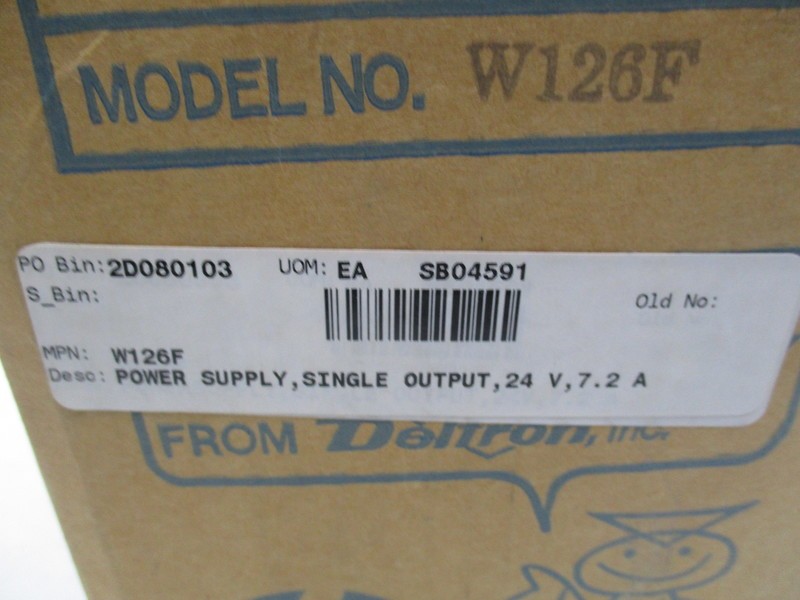 MODEL NO. W126F
PO Bin: 2D080103 UOM: EA SB04591
S_Bin: Old No:
MPN: W126F
Desc: POWER SUPPLY,SINGLE OUTPUT,24 V,7.2 A
FROM Deltron, Inc.